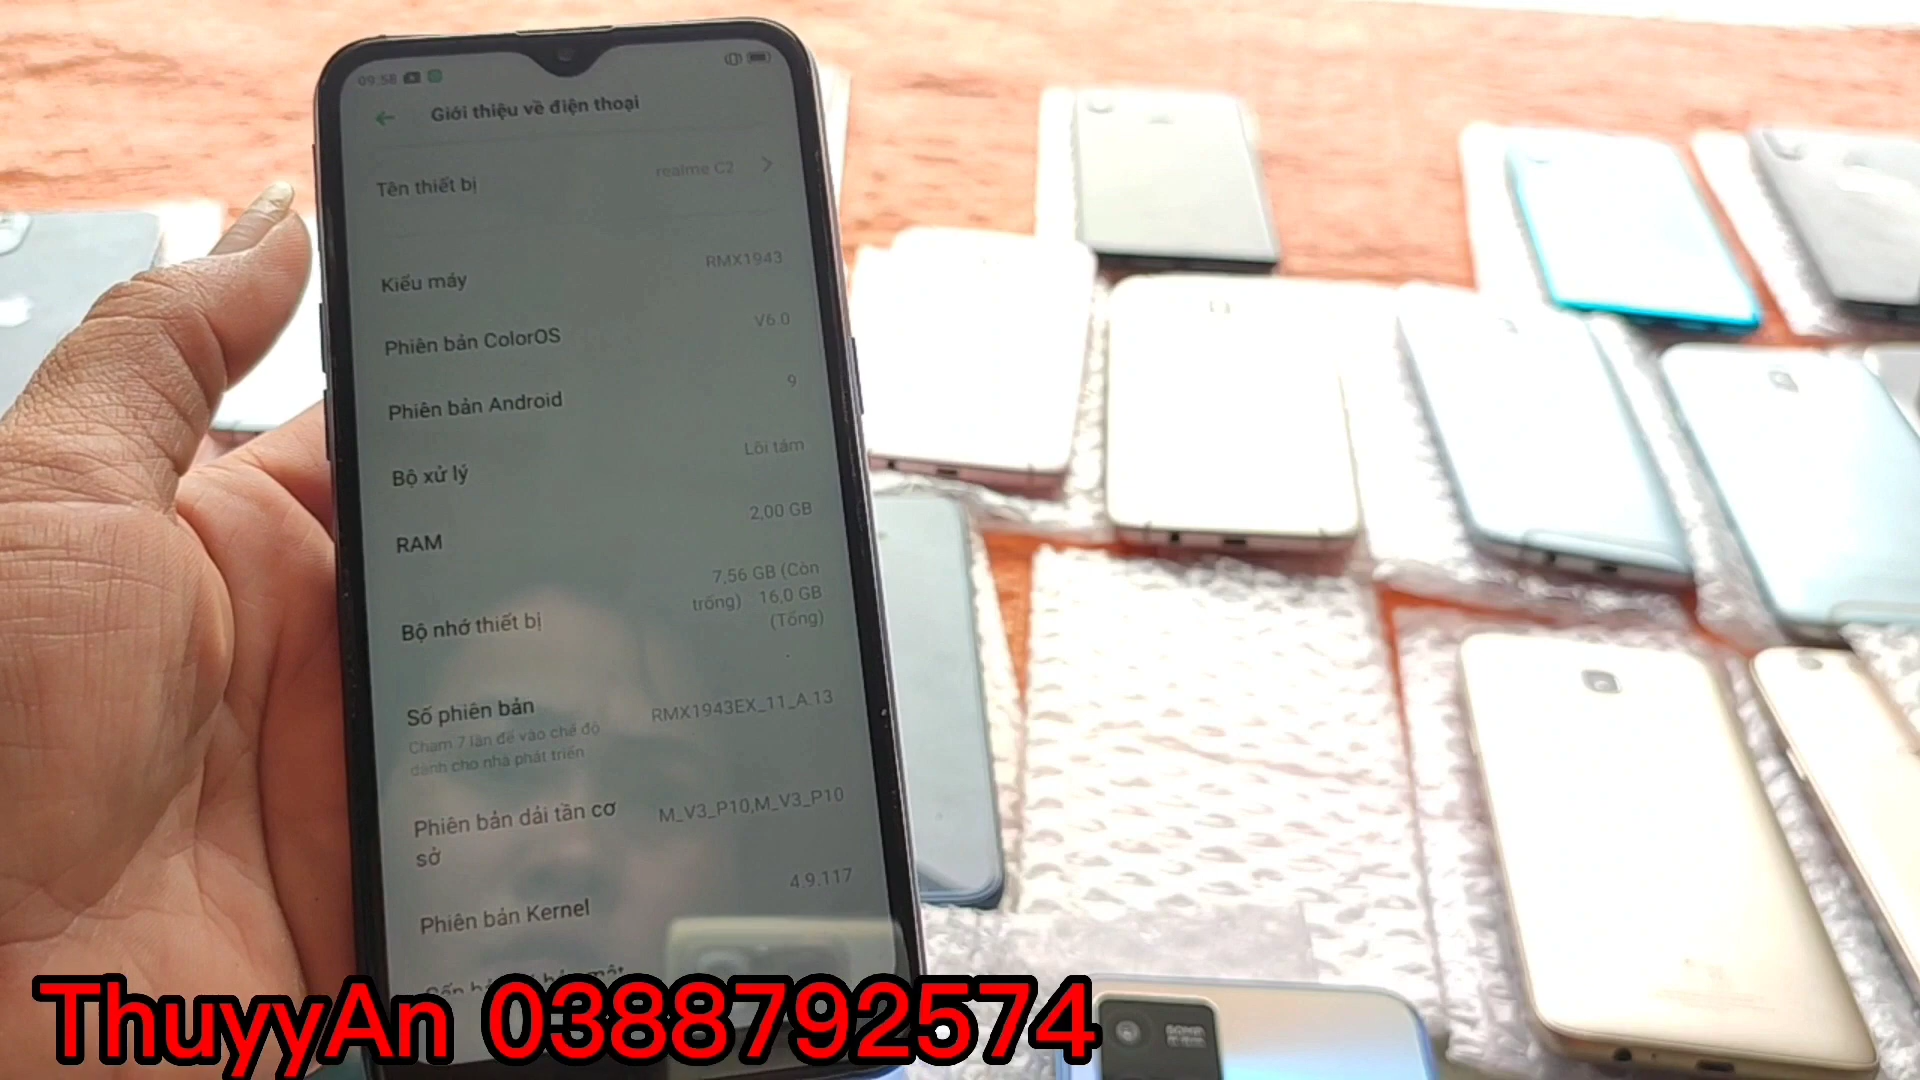 09:58
Giới thiệu về điện thoại
Tên thiết bị realme C2
Kiểu máy RMX1943
Phiên bản ColorOS V6.0
Phiên bản Android 9
Bộ xử lý Lõi tám
RAM 2,00 GB
Bộ nhớ thiết bị 7,56 GB (Còn
trống) 16,0 GB
(Tổng)
Số phiên bản RMX1943EX_11_A.13
Chạm 7 lần để vào chế độ
dành cho nhà phát triển
Phiên bản dải tần cơ
sở M_V3_P10,M_V3_P10
Phiên bản Kernel 4.9.117
ThuyyAn 0388792574